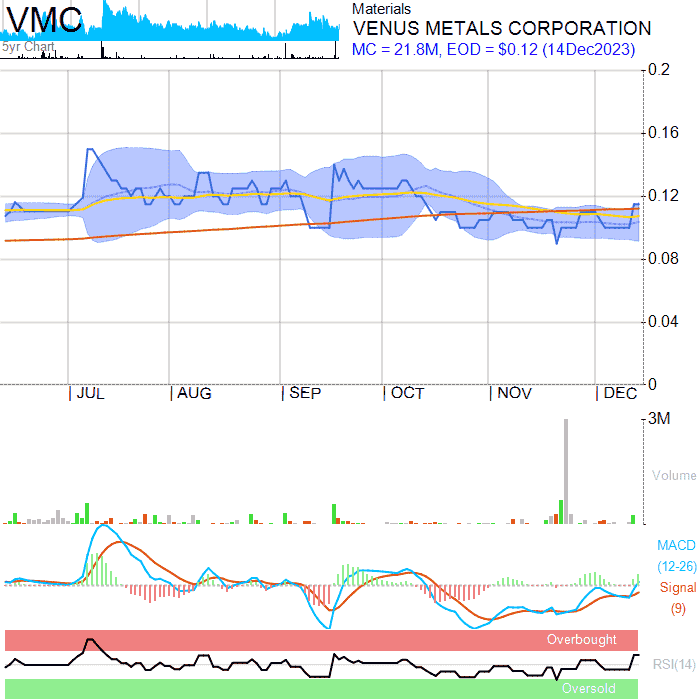 VMC
5yr Chart
Materials
VENUS METALS CORPORATION
MC = 21.8M, EOD = $0.12 (14Dec2023)
0.2
0.16
0.12
0.08
0.04
0
JUL AUG SEP OCT NOV DEC
3M
Volume
MACD
(12-26)
Signal
(9)
Overbought
RSI(14)
Oversold